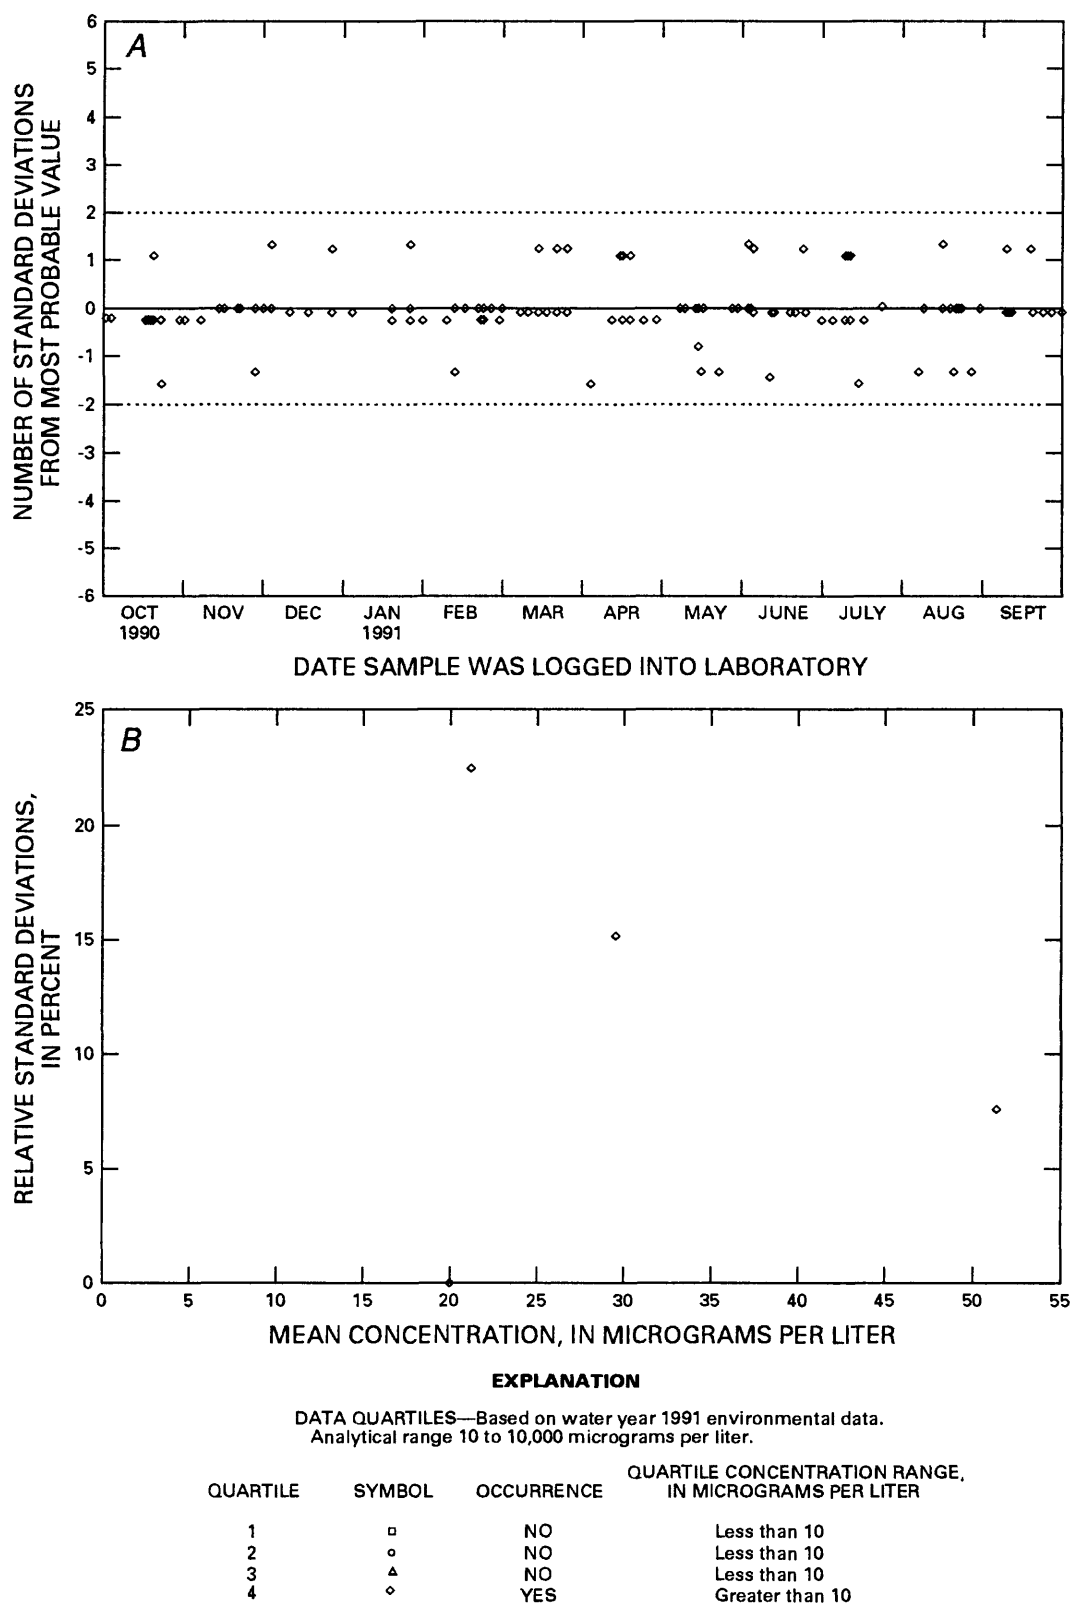 A
6
5
4
3
2
1
0
-1
-2
-3
-4
-5
-6
NUMBER OF STANDARD DEVIATIONS
FROM MOST PROBABLE VALUE
OCT NOV DEC JAN FEB MAR APR MAY JUNE JULY AUG SEPT
1990 1991
DATE SAMPLE WAS LOGGED INTO LABORATORY
B
25
20
15
10
5
0
RELATIVE STANDARD DEVIATIONS,
IN PERCENT
0 5 10 15 20 25 30 35 40 45 50 55
MEAN CONCENTRATION, IN MICROGRAMS PER LITER
EXPLANATION
DATA QUARTILES—Based on water year 1991 environmental data.
Analytical range 10 to 10,000 micrograms per liter.
QUARTILE SYMBOL OCCURRENCE QUARTILE CONCENTRATION RANGE,
IN MICROGRAMS PER LITER
1 NO Less than 10
2 NO Less than 10
3 NO Less than 10
4 YES Greater than 10